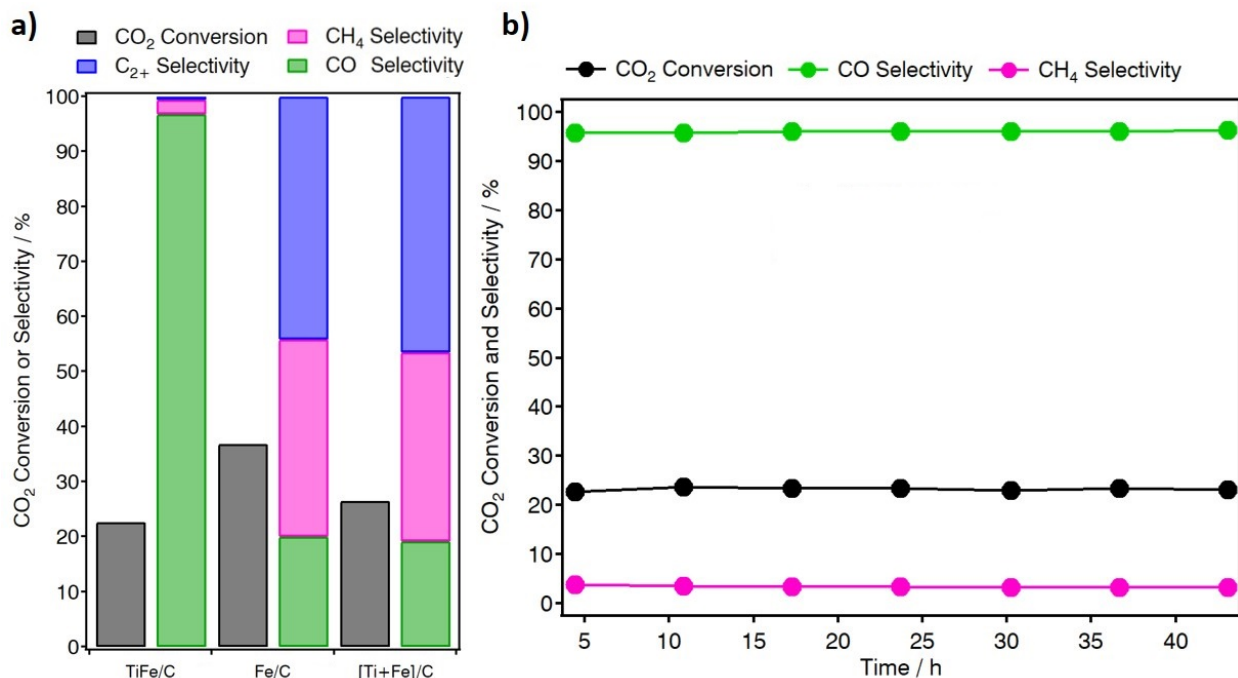 a)
CO₂ Conversion
CH₄ Selectivity
C₂₊ Selectivity
CO Selectivity
CO₂ Conversion or Selectivity / %
100
90
80
70
60
50
40
30
20
10
0
TiFe/C
Fe/C
[Ti+Fe]/C
b)
CO₂ Conversion
CO Selectivity
CH₄ Selectivity
CO₂ Conversion and Selectivity / %
100
90
80
70
60
50
40
30
20
10
0
5
10
15
20
25
30
35
40
Time / h